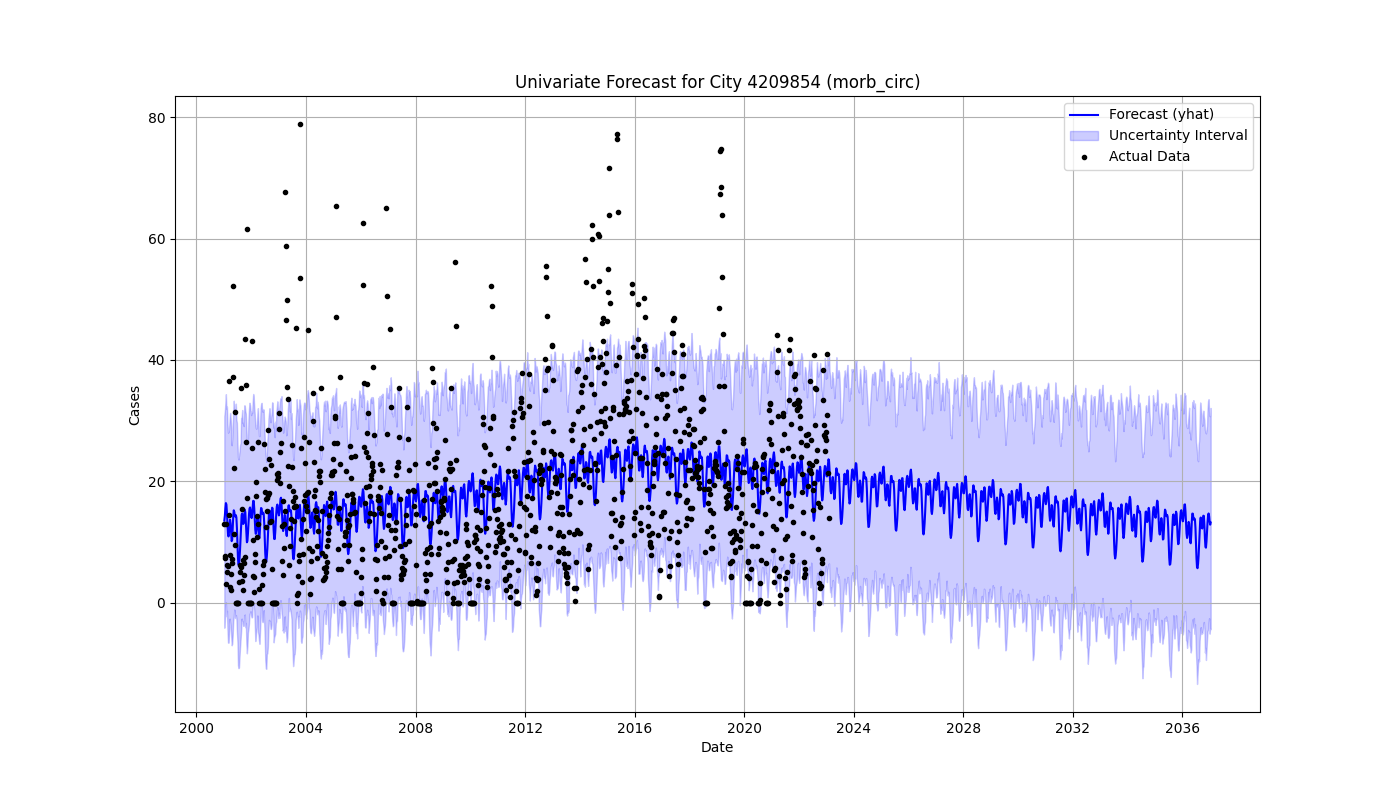 Univariate Forecast for City 4209854 (morb_circ)
Forecast (yhat)
Uncertainty Interval
Actual Data
Cases
80
60
40
20
0
2000 2004 2008 2012 2016 2020 2024 2028 2032 2036
Date